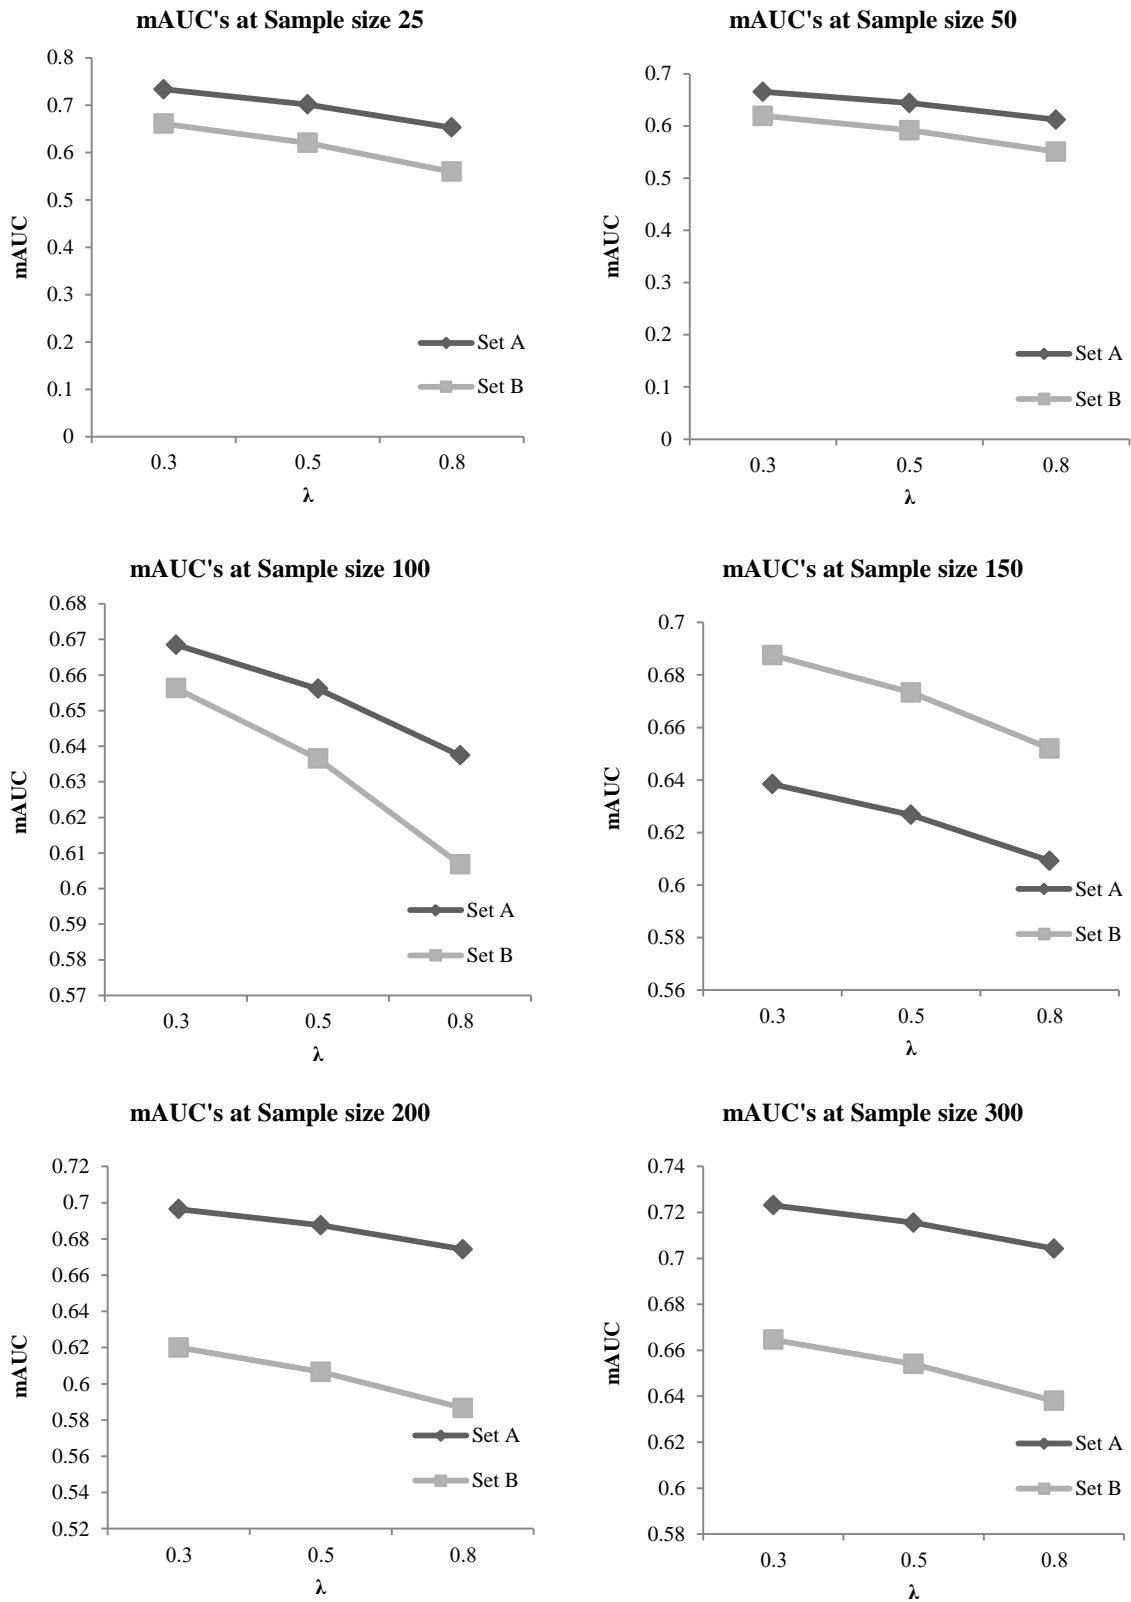 mAUC's at Sample size 25
0.8
0.7
0.6
0.5
0.4
0.3
0.2
0.1
0
mAUC
0.3 0.5 0.8
λ
Set A
Set B
mAUC's at Sample size 50
0.7
0.6
0.5
0.4
0.3
0.2
0.1
0
mAUC
0.3 0.5 0.8
λ
Set A
Set B
mAUC's at Sample size 100
0.68
0.67
0.66
0.65
0.64
0.63
0.62
0.61
0.6
0.59
0.58
0.57
mAUC
0.3 0.5 0.8
λ
Set A
Set B
mAUC's at Sample size 150
0.7
0.68
0.66
0.64
0.62
0.6
0.58
0.56
mAUC
0.3 0.5 0.8
λ
Set A
Set B
mAUC's at Sample size 200
0.72
0.7
0.68
0.66
0.64
0.62
0.6
0.58
0.56
0.54
0.52
mAUC
0.3 0.5 0.8
λ
Set A
Set B
mAUC's at Sample size 300
0.74
0.72
0.7
0.68
0.66
0.64
0.62
0.6
0.58
mAUC
0.3 0.5 0.8
λ
Set A
Set B